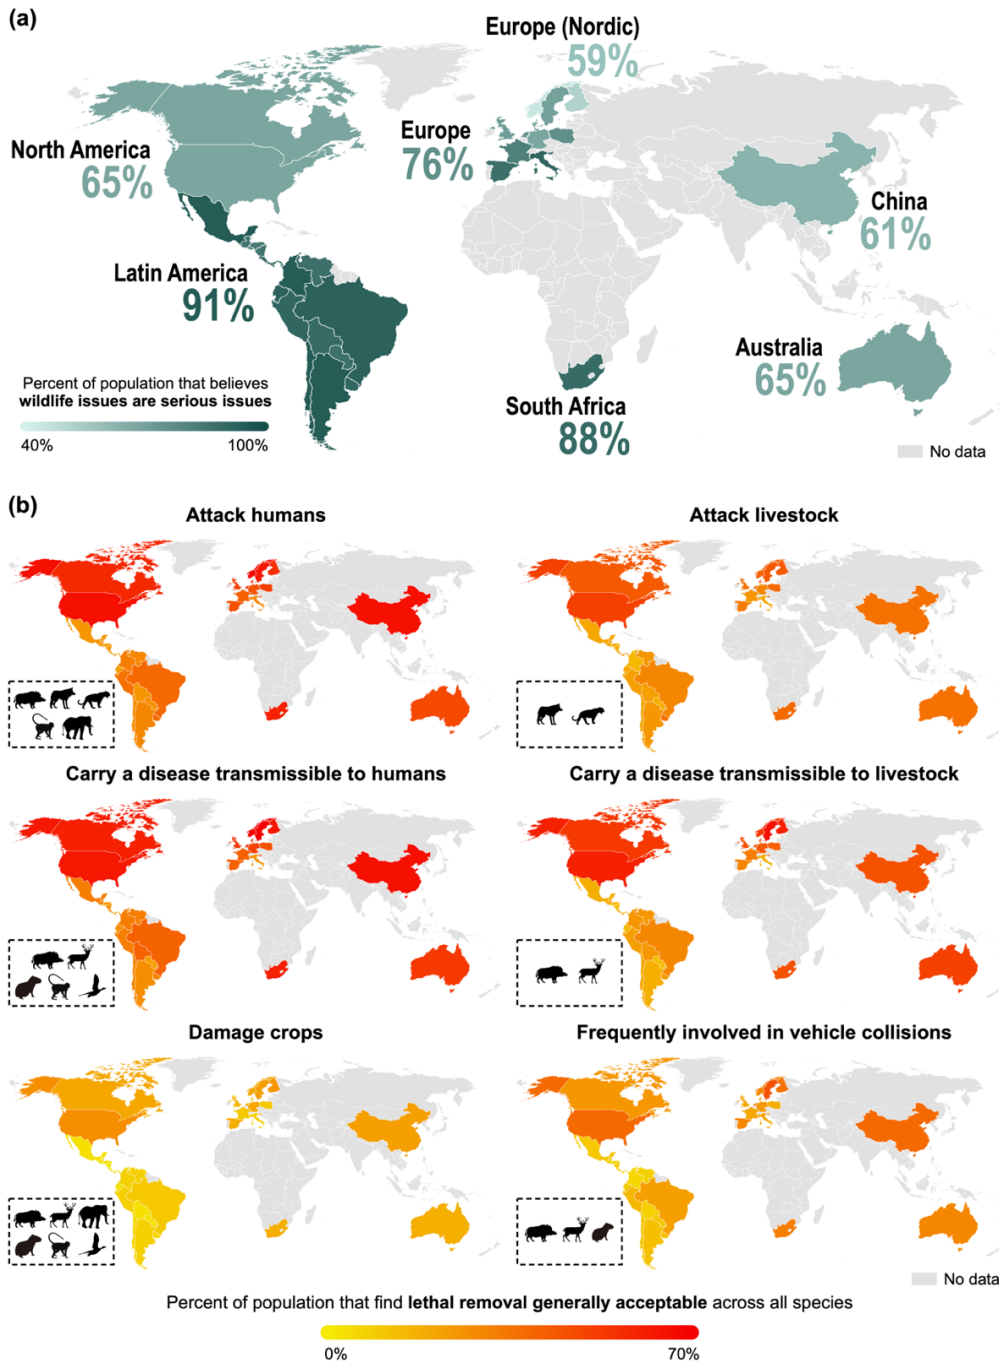 (a)
Europe (Nordic)
59%
North America
65%
Europe
76%
China
61%
Latin America
91%
Australia
65%
South Africa
88%
Percent of population that believes
wildlife issues are serious issues
40% 100%
No data
(b)
Attack humans
Attack livestock
Carry a disease transmissible to humans
Carry a disease transmissible to livestock
Damage crops
Frequently involved in vehicle collisions
No data
Percent of population that find lethal removal generally acceptable across all species
0% 70%